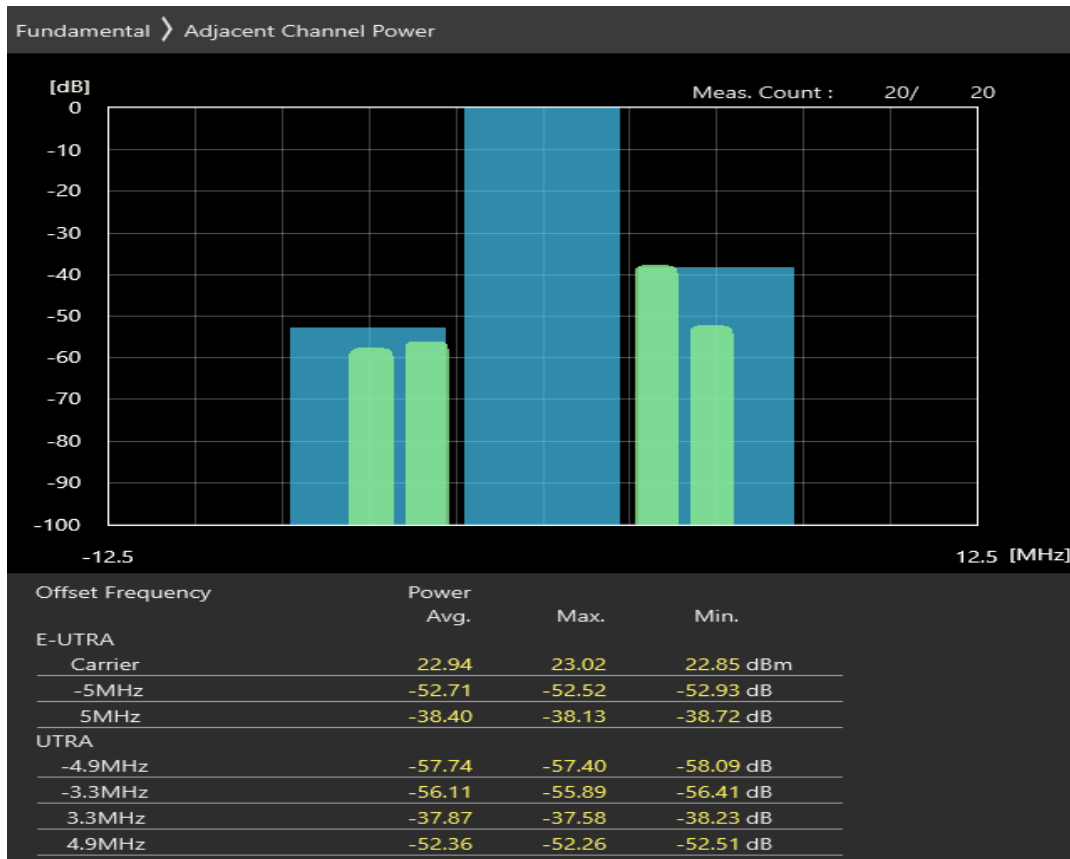 Fundamental ❯ Adjacent Channel Power
[dB]
Meas. Count : 20/ 20
0
-10
-20
-30
-40
-50
-60
-70
-80
-90
-100
-12.5 12.5 [MHz]
Offset Frequency Power
Avg. Max. Min.
E-UTRA
Carrier 22.94 23.02 22.85 dBm
-5MHz -52.71 -52.52 -52.93 dB
5MHz -38.40 -38.13 -38.72 dB
UTRA
-4.9MHz -57.74 -57.40 -58.09 dB
-3.3MHz -56.11 -55.89 -56.41 dB
3.3MHz -37.87 -37.58 -38.23 dB
4.9MHz -52.36 -52.26 -52.51 dB